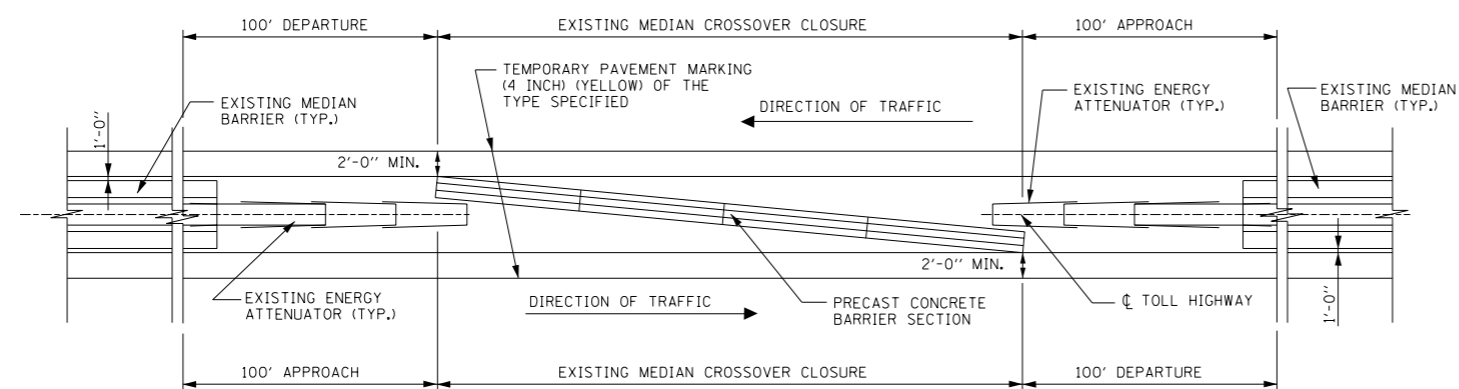 100' DEPARTURE
EXISTING MEDIAN CROSSOVER CLOSURE
100' APPROACH
TEMPORARY PAVEMENT MARKING
(4 INCH) (YELLOW) OF THE
TYPE SPECIFIED
EXISTING MEDIAN
BARRIER (TYP.)
DIRECTION OF TRAFFIC
EXISTING ENERGY
ATTENUATOR (TYP.)
EXISTING MEDIAN
BARRIER (TYP.)
1'-0"
2'-0" MIN.
2'-0" MIN.
EXISTING ENERGY
ATTENUATOR (TYP.)
DIRECTION OF TRAFFIC
PRECAST CONCRETE
BARRIER SECTION
℄ TOLL HIGHWAY
1'-0"
100' APPROACH
EXISTING MEDIAN CROSSOVER CLOSURE
100' DEPARTURE